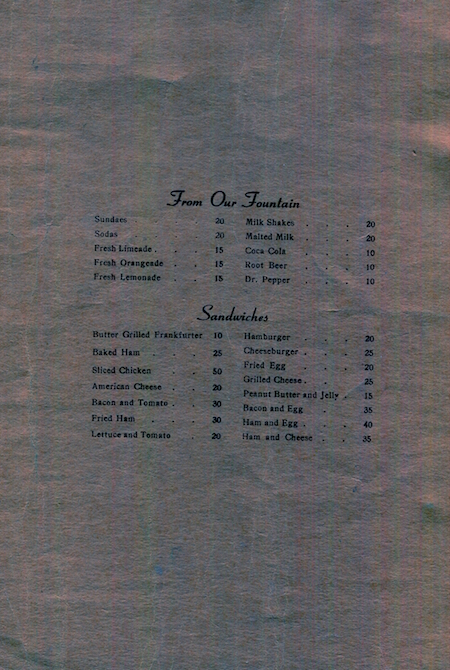 From Our Fountain
Sundaes . . 20
Sodas . . 20
Fresh Limeade . . . 15
Fresh Orangeade . . 15
Fresh Lemonade . . 15
Milk Shakes . . . 20
Malted Milk . . . 20
Coca Cola . . . 10
Root Beer . . . 10
Dr. Pepper . . . 10
Sandwiches
Butter Grilled Frankfurter 10
Baked Ham . . . 25
Sliced Chicken . . 50
American Cheese . . 20
Bacon and Tomato . . 30
Fried Ham . . . 30
Lettuce and Tomato . 20
Hamburger . . . 20
Cheeseburger . . . 25
Fried Egg . . . 20
Grilled Cheese . . . 25
Peanut Butter and Jelly . 15
Bacon and Egg . . 35
Ham and Egg . . . 40
Ham and Cheese . . 35